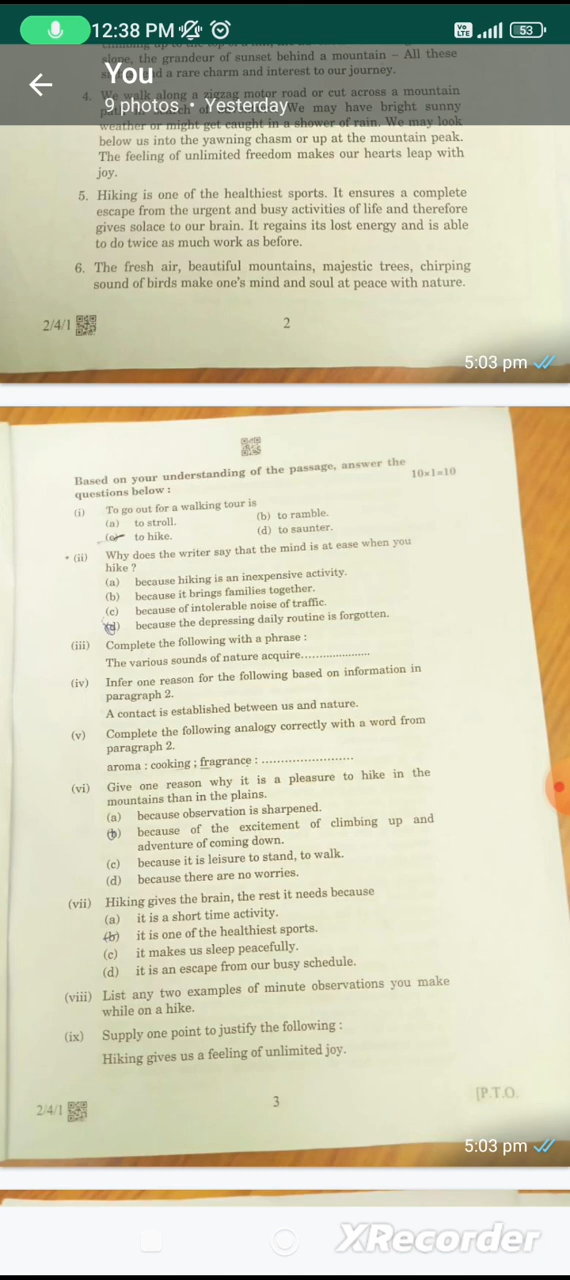 12:38 PM
Vo LTE
53
climbing up to the top of a
slope, the grandeur of sunset behind a mountain – All these
You
a rare charm and interest to our journey.
4. We walk along a zigzag motor road or cut across a mountain
9 photos • Yesterday
We may have bright sunny
weather or might get caught in a shower of rain. We may look
below us into the yawning chasm or up at the mountain peak.
The feeling of unlimited freedom makes our hearts leap with
joy.
5. Hiking is one of the healthiest sports. It ensures a complete
escape from the urgent and busy activities of life and therefore
gives solace to our brain. It regains its lost energy and is able
to do twice as much work as before.
6. The fresh air, beautiful mountains, majestic trees, chirping
sound of birds make one's mind and soul at peace with nature.
2/4/1
2
5:03 pm
Based on your understanding of the passage, answer the
questions below : 10×1=10
(i) To go out for a walking tour is
(a) to stroll. (b) to ramble.
to hike. (d) to saunter.
(ii) Why does the writer say that the mind is at ease when you
hike ?
(a) because hiking is an inexpensive activity.
(b) because it brings families together.
(c) because of intolerable noise of traffic.
(d) because the depressing daily routine is forgotten.
(iii) Complete the following with a phrase :
The various sounds of nature acquire.....................
(iv) Infer one reason for the following based on information in
paragraph 2.
A contact is established between us and nature.
(v) Complete the following analogy correctly with a word from
paragraph 2.
aroma : cooking ; fragrance : .........................
(vi) Give one reason why it is a pleasure to hike in the
mountains than in the plains.
(a) because observation is sharpened.
(b) because of the excitement of climbing up and
adventure of coming down.
(c) because it is leisure to stand, to walk.
(d) because there are no worries.
(vii) Hiking gives the brain, the rest it needs because
(a) it is a short time activity.
(b) it is one of the healthiest sports.
(c) it makes us sleep peacefully.
(d) it is an escape from our busy schedule.
(viii) List any two examples of minute observations you make
while on a hike.
(ix) Supply one point to justify the following :
Hiking gives us a feeling of unlimited joy.
2/4/1
3
[P.T.O.
5:03 pm
XRecorder